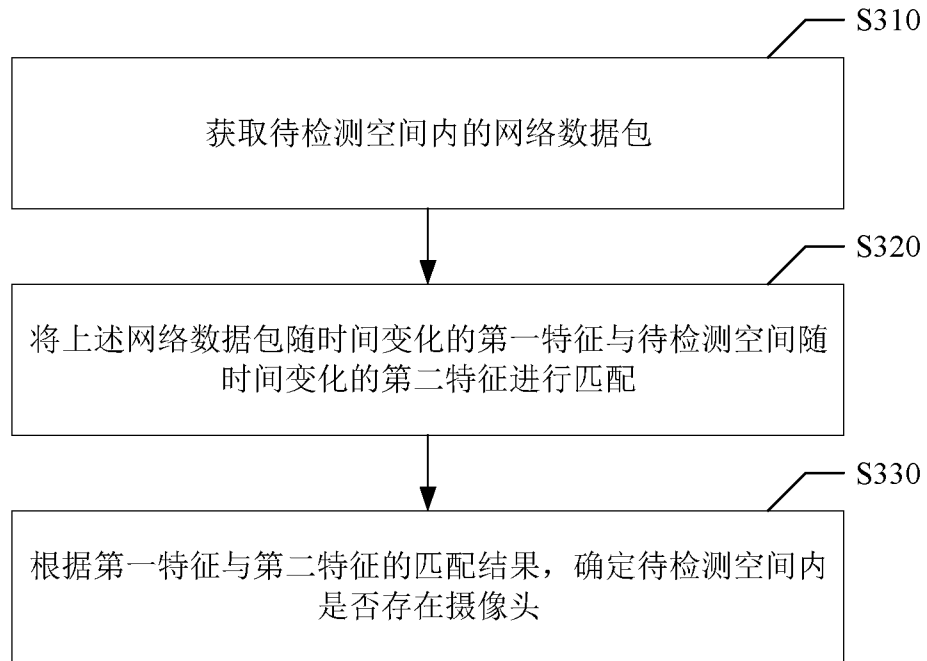 S310
获取待检测空间内的网络数据包
S320
将上述网络数据包随时间变化的第一特征与待检测空间随
时间变化的第二特征进行匹配
S330
根据第一特征与第二特征的匹配结果，确定待检测空间内
是否存在摄像头